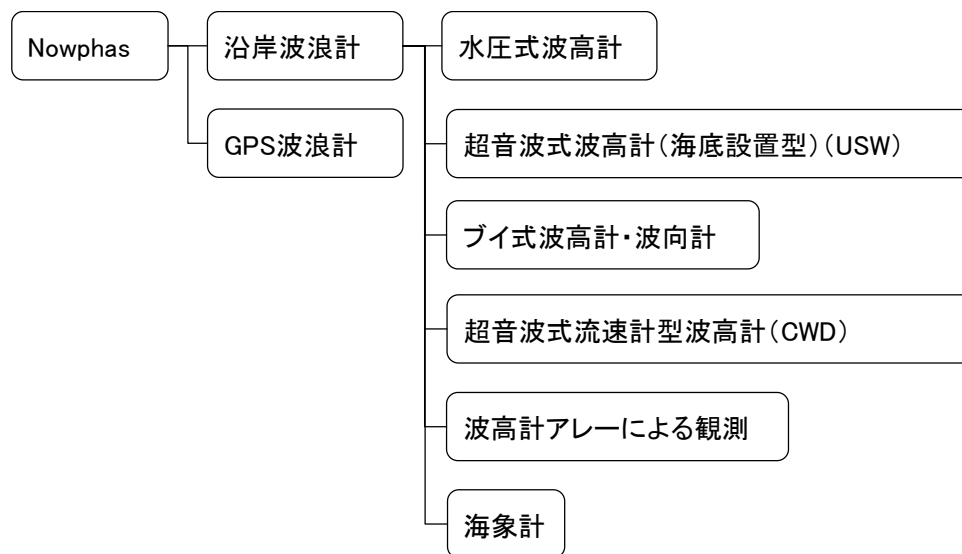 Nowphas
沿岸波浪計
GPS波浪計
水圧式波高計
超音波式波高計(海底設置型)(USW)
ブイ式波高計・波向計
超音波式流速計型波高計(CWD)
波高計アレーによる観測
海象計